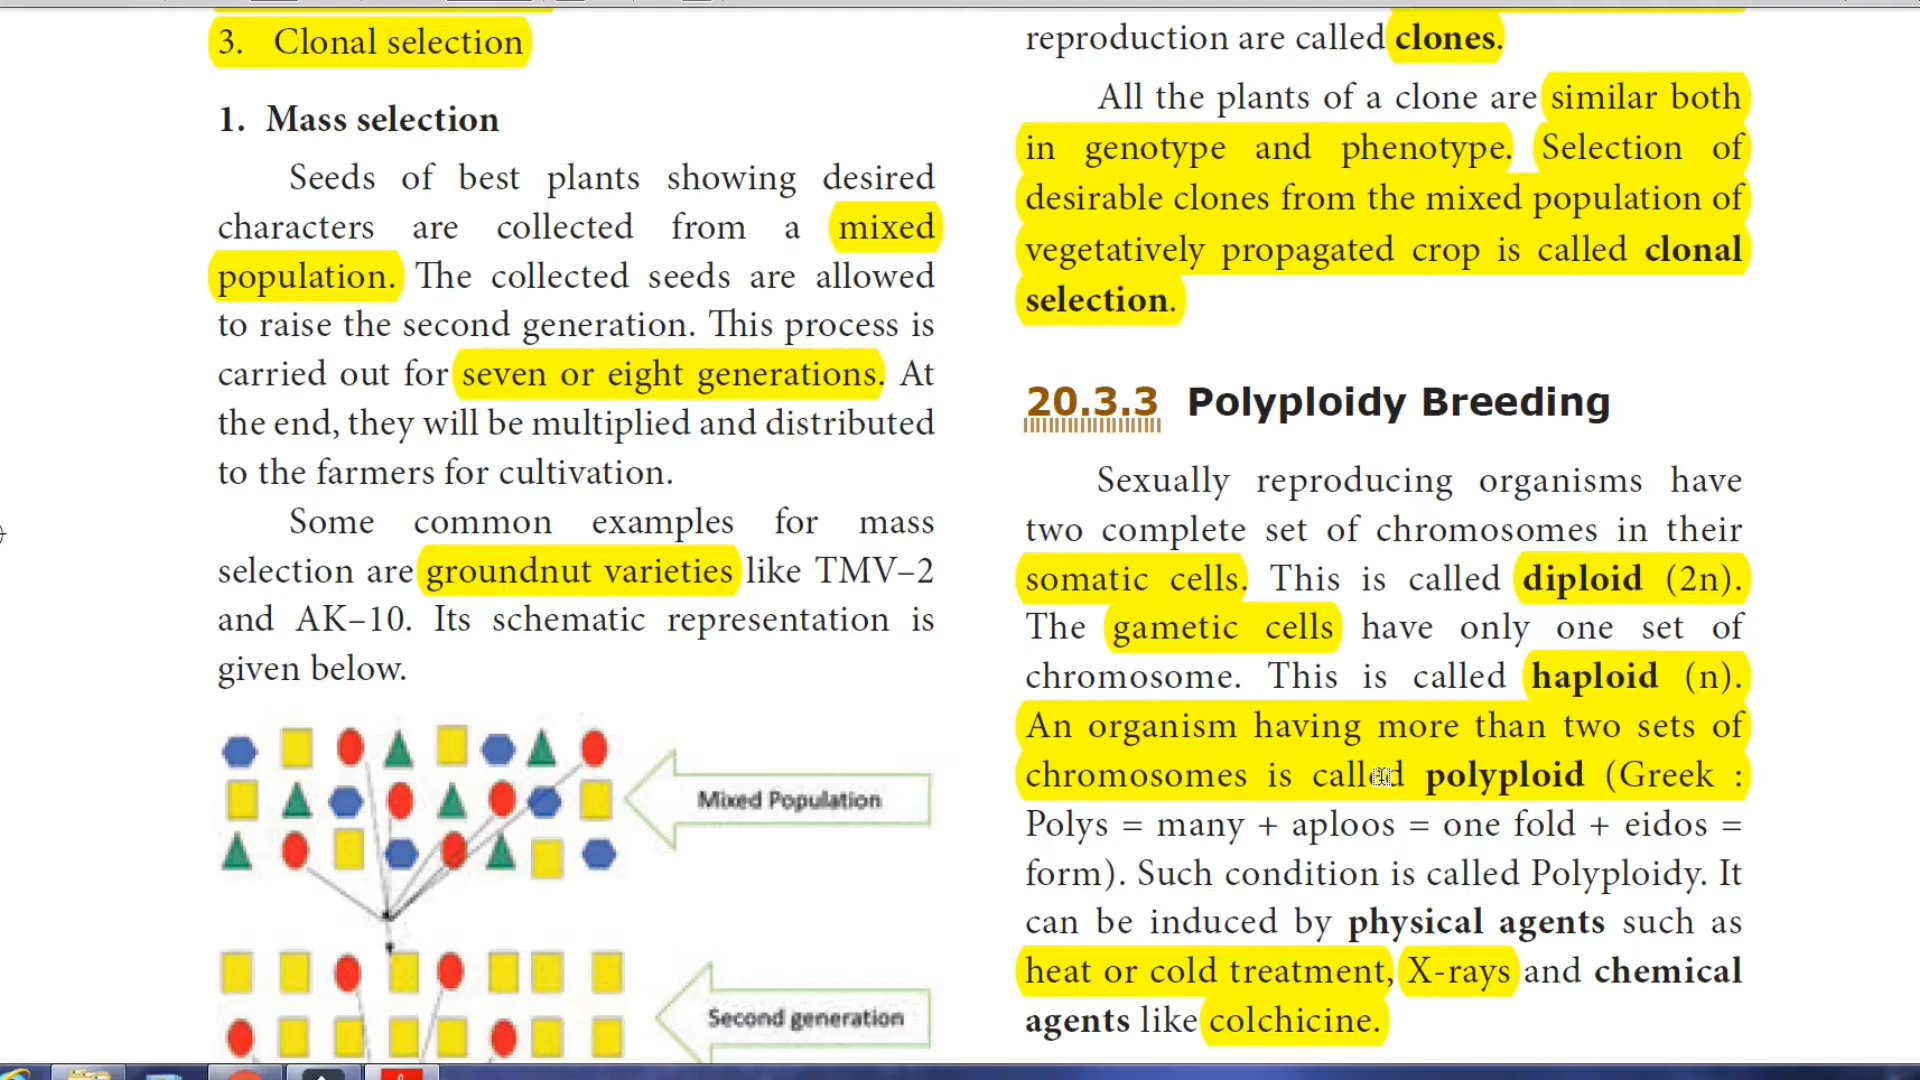 3. Clonal selection
1. Mass selection
Seeds of best plants showing desired
characters are collected from a mixed
population. The collected seeds are allowed
to raise the second generation. This process is
carried out for seven or eight generations. At
the end, they will be multiplied and distributed
to the farmers for cultivation.
Some common examples for mass
selection are groundnut varieties like TMV–2
and AK–10. Its schematic representation is
given below.
Mixed Population
Second generation
reproduction are called clones.
All the plants of a clone are similar both
in genotype and phenotype. Selection of
desirable clones from the mixed population of
vegetatively propagated crop is called clonal
selection.
20.3.3 Polyploidy Breeding
Sexually reproducing organisms have
two complete set of chromosomes in their
somatic cells. This is called diploid (2n).
The gametic cells have only one set of
chromosome. This is called haploid (n).
An organism having more than two sets of
chromosomes is called polyploid (Greek :
Polys = many + aploos = one fold + eidos =
form). Such condition is called Polyploidy. It
can be induced by physical agents such as
heat or cold treatment, X-rays and chemical
agents like colchicine.